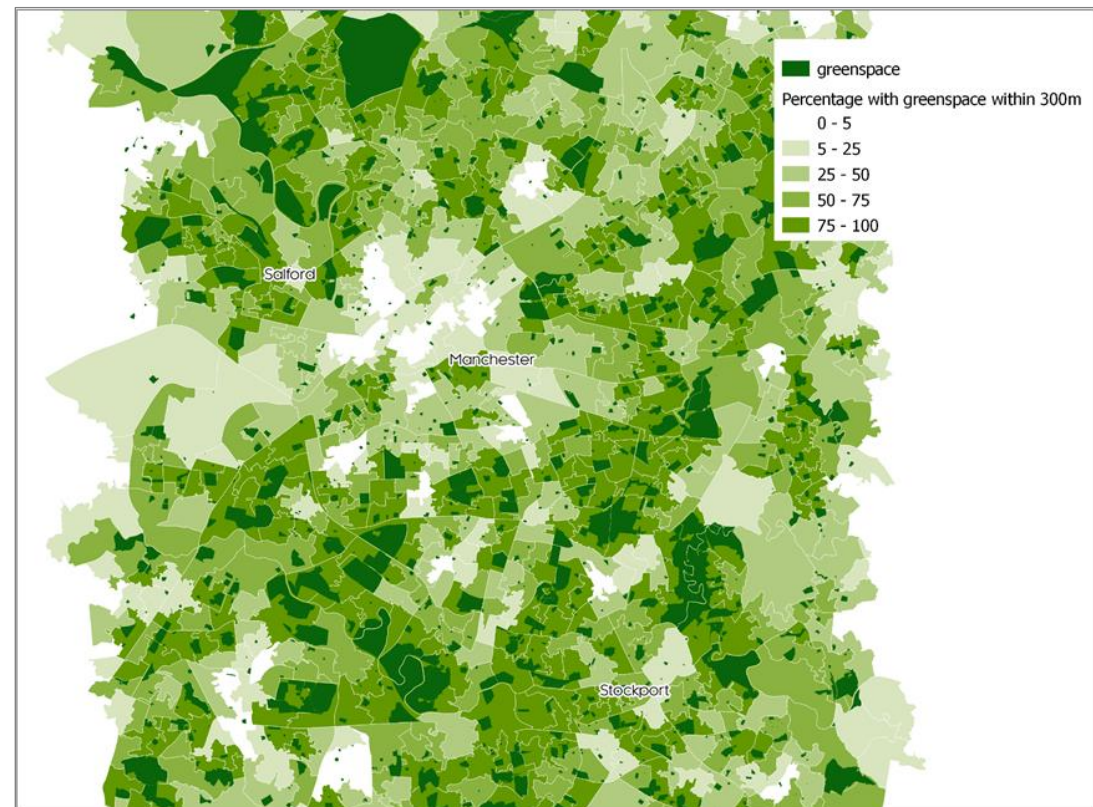 greenspace
Percentage with greenspace within 300m
0 - 5
5 - 25
25 - 50
50 - 75
75 - 100
Salford
Manchester
Stockport